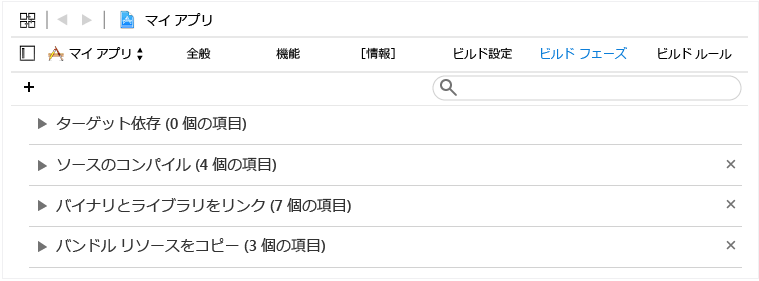 マイ アプリ
マイ アプリ 全般 機能 [情報] ビルド設定 ビルド フェーズ ビルド ルール
ターゲット依存 (0 個の項目)
ソースのコンパイル (4 個の項目)
バイナリとライブラリをリンク (7 個の項目)
バンドル リソースをコピー (3 個の項目)